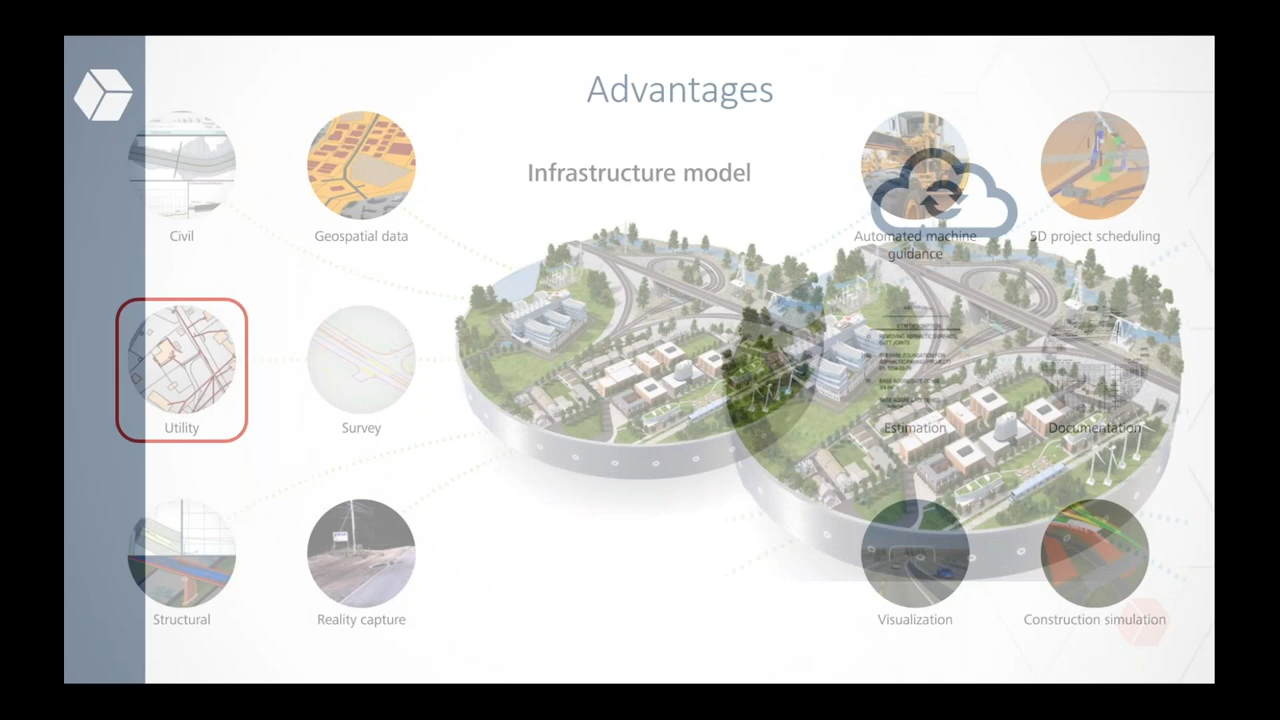 Advantages
Infrastructure model
Civil
Geospatial data
Automated machine
guidance
5D project scheduling
Utility
Survey
Estimation
Documentation
Structural
Reality capture
Visualization
Construction simulation